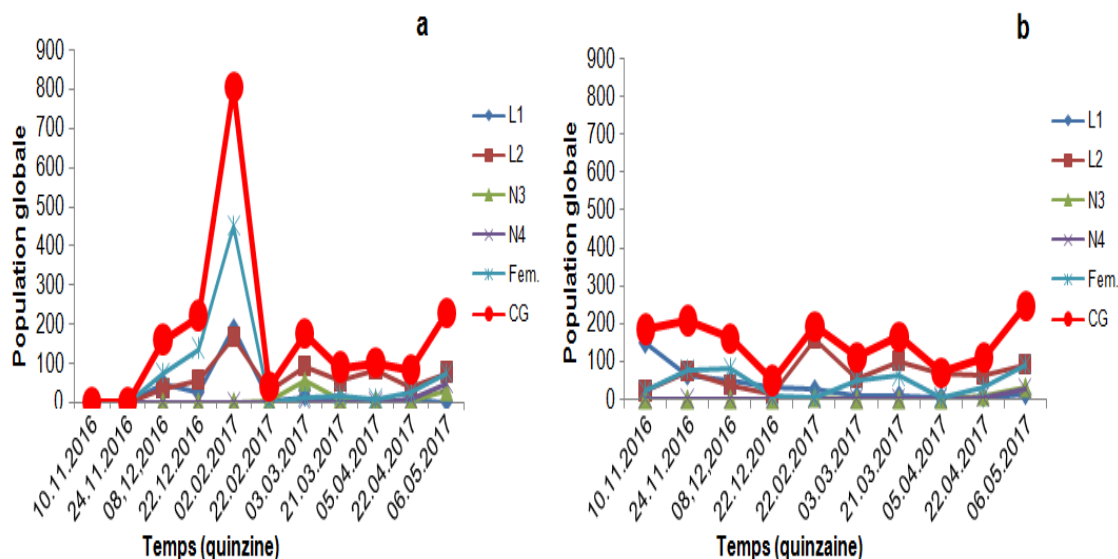 a
900
800
700
600
500
400
300
200
100
0
Population globale
L1
L2
N3
N4
Fem.
CG
10.11.2016
24.11.2016
08,12,2016
22.12.2016
02.02.2017
22.02.2017
03.03.2017
21.03.2017
05.04.2017
22.04.2017
06.05.2017
Temps (quinzine)
b
900
800
700
600
500
400
300
200
100
0
Population globale
L1
L2
N3
N4
Fem.
CG
10.11.2016
24.11.2016
08,12,2016
22.12.2016
02.02.2017
03.03.2017
21.03.2017
05.04.2017
22.04.2017
06.05.2017
Temps (quinzaine)